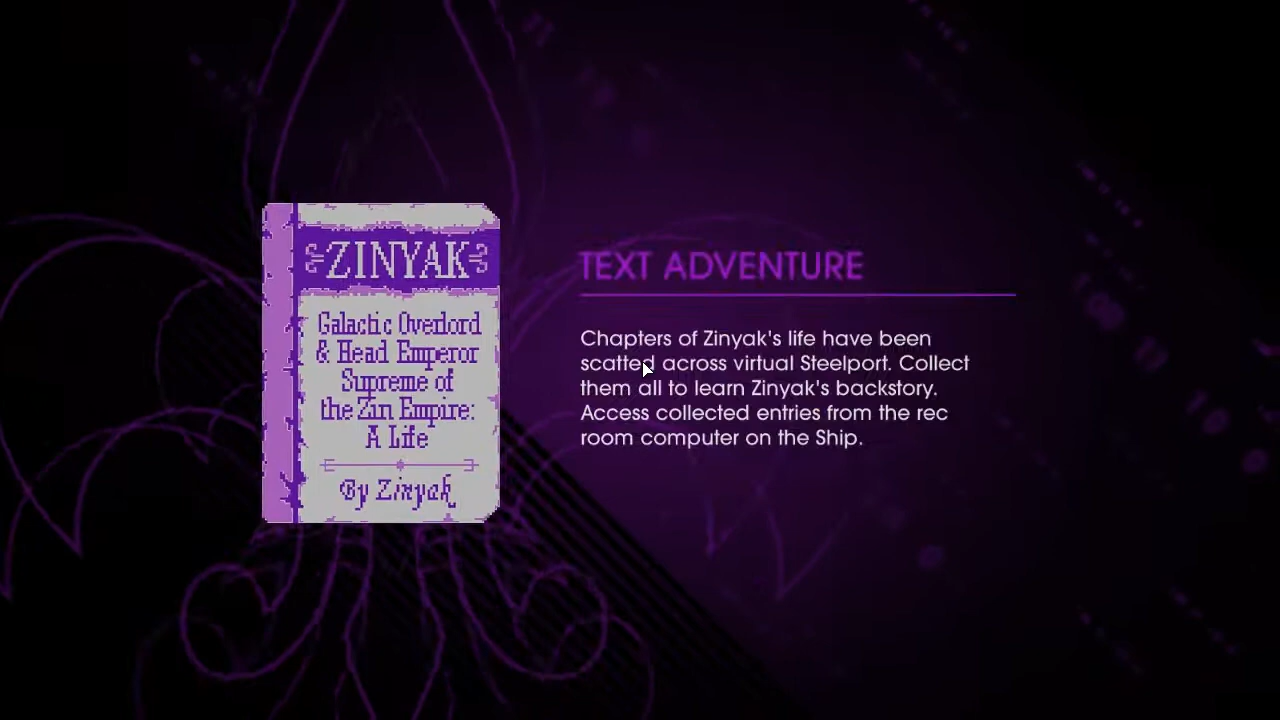 ZINYAK
Galactic Overlord
& Head Emperor
Supreme of
the Zin Empire:
A Life
By Zinyak
TEXT ADVENTURE
Chapters of Zinyak's life have been
scatted across virtual Steelport. Collect
them all to learn Zinyak's backstory.
Access collected entries from the rec
room computer on the Ship.